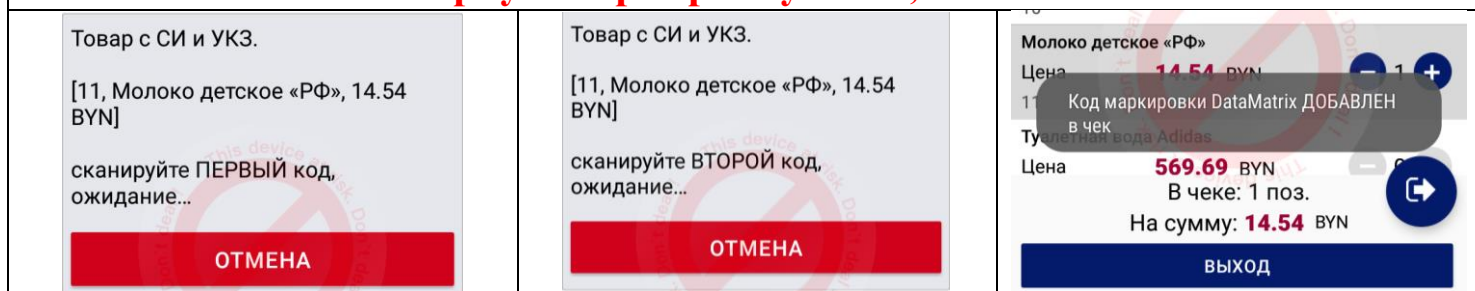 Товар с СИ и УКЗ.
[11, Молоко детское «РФ», 14.54
BYN]
сканируйте ПЕРВЫЙ код,
ожидание...
ОТМЕНА
Товар с СИ и УКЗ.
[11, Молоко детское «РФ», 14.54
BYN]
сканируйте ВТОРОЙ код,
ожидание...
ОТМЕНА
Молоко детское «РФ»
Цена 14.54 BYN 1
Код маркировки DataMatrix ДОБАВЛЕН
в чек
Туалетная вода Adidas
Цена 569.69 BYN
В чеке: 1 поз.
На сумму: 14.54 BYN
ВЫХОД